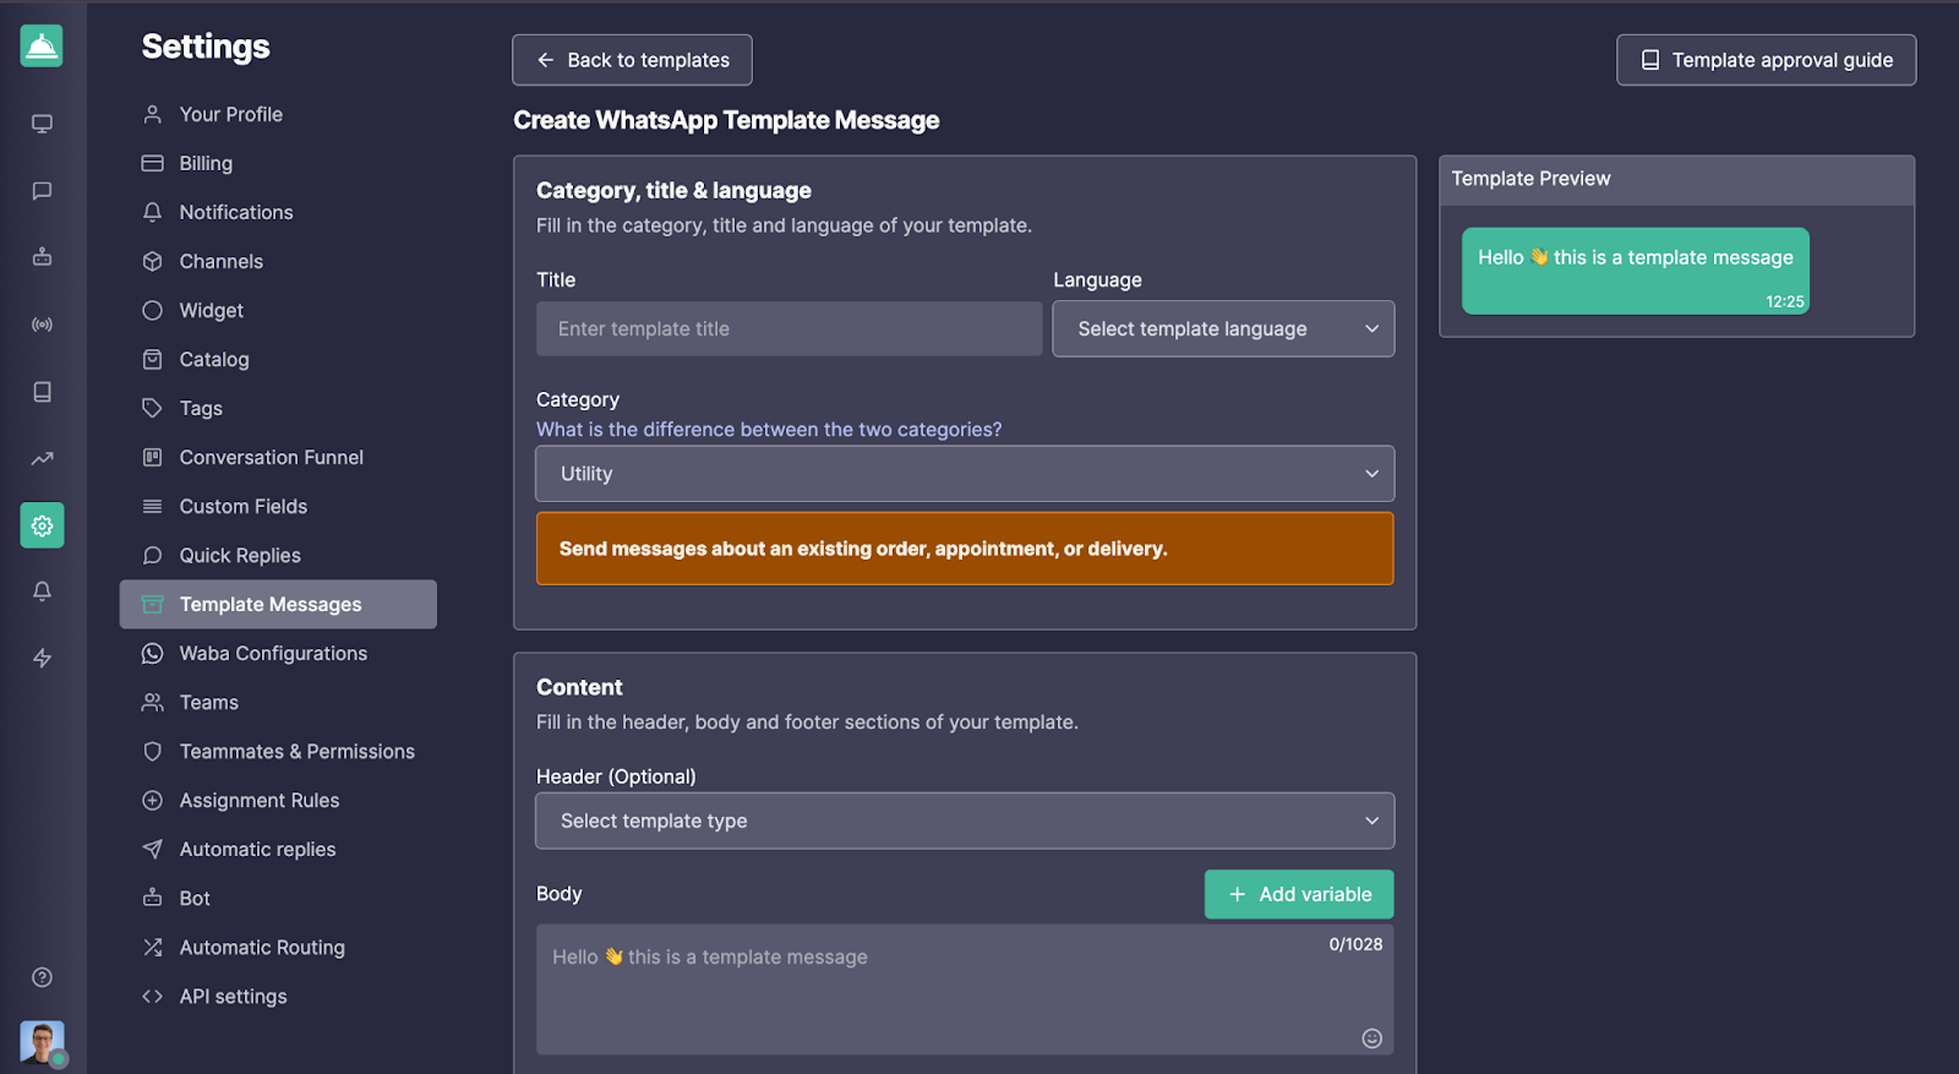 Settings
Your Profile
Billing
Notifications
Channels
Widget
Catalog
Tags
Conversation Funnel
Custom Fields
Quick Replies
Template Messages
Waba Configurations
Teams
Teammates & Permissions
Assignment Rules
Automatic replies
Bot
Automatic Routing
API settings
Back to templates
Template approval guide
Create WhatsApp Template Message
Category, title & language
Fill in the category, title and language of your template.
Title
Language
Enter template title
Select template language
Category
What is the difference between the two categories?
Utility
Send messages about an existing order, appointment, or delivery.
Content
Fill in the header, body and footer sections of your template.
Header (Optional)
Select template type
Body
Add variable
0/1028
Hello 👋 this is a template message
Template Preview
Hello 👋 this is a template message
12:25